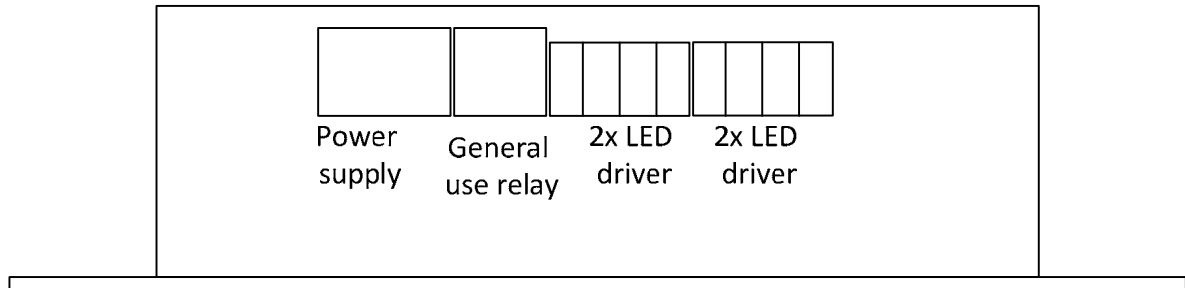 Power
supply
General
use relay
2x LED
driver
2x LED
driver